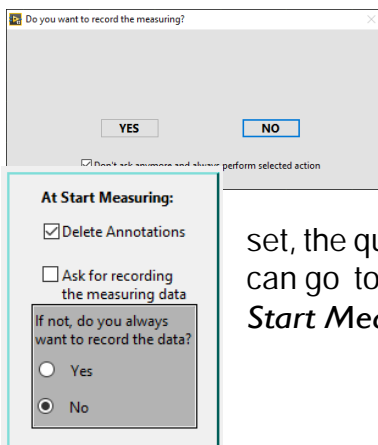 Do you want to record the measuring?
YES NO
Don't ask anymore and always perform selected action
At Start Measuring:
Delete Annotations
Ask for recording
the measuring data
If not, do you always
want to record the data?
Yes
No
set, the qu
can go to
Start Mea